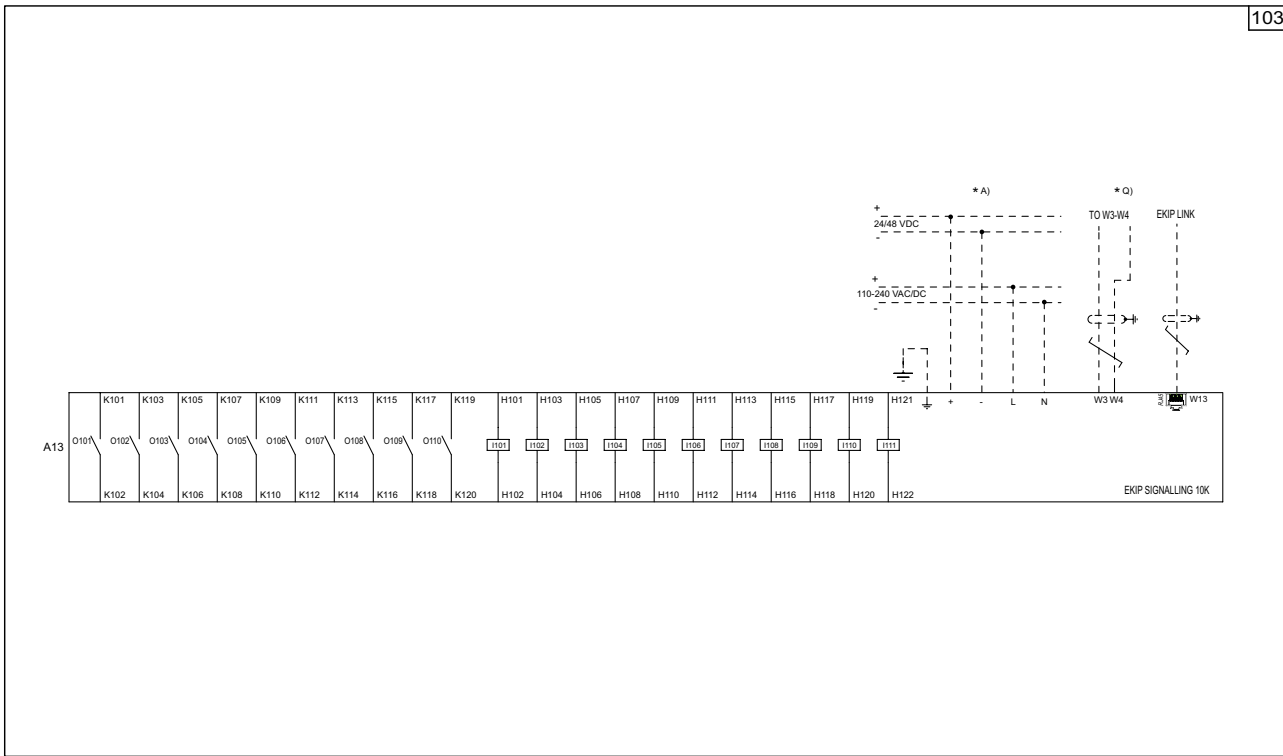 103
* A)
* Q)
+
24/48 VDC
-
TO W3-W4
EKIP LINK
+
110-240 VAC/DC
-
K101 K103 K105 K107 K109 K111 K113 K115 K117 K119 H101 H103 H105 H107 H109 H111 H113 H115 H117 H119 H121 + - L N W3 W4 RJ45 W13
A13 O101 O102 O103 O104 O105 O106 O107 O108 O109 O110 I101 I102 I103 I104 I105 I106 I107 I108 I109 I110 I111
K102 K104 K106 K108 K110 K112 K114 K116 K118 K120 H102 H104 H106 H108 H110 H112 H114 H116 H118 H120 H122 EKIP SIGNALLING 10K